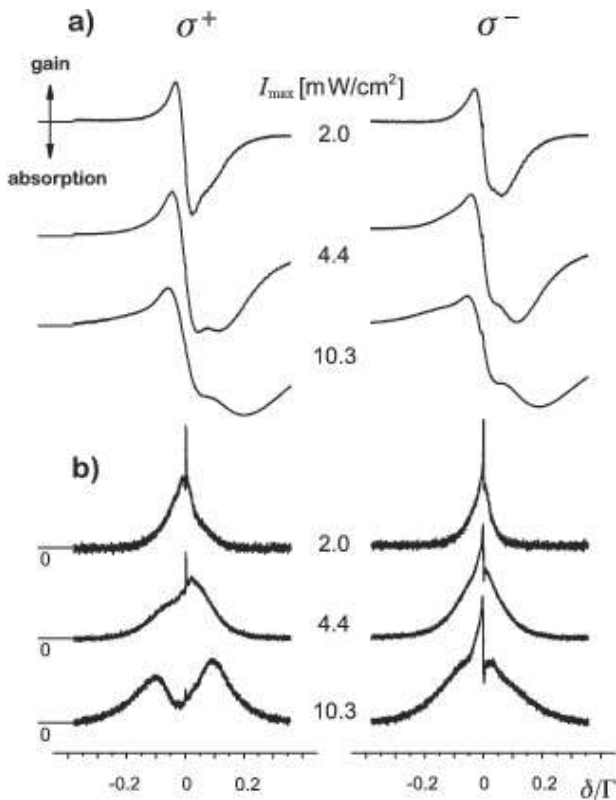 a) σ⁺ σ⁻
gain
I_max [mW/cm²]
2.0
absorption
4.4
10.3
b)
0 2.0
0 4.4
0 10.3
-0.2 0 0.2 -0.2 0 0.2 δ/Γ